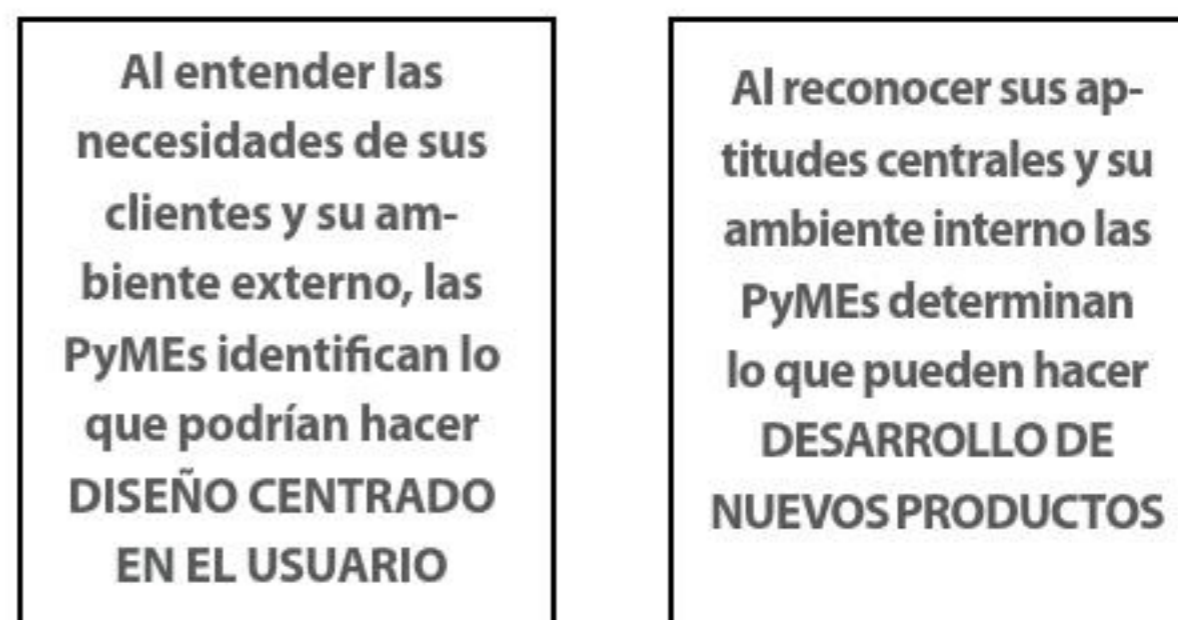 Al entender las
necesidades de sus
clientes y su am-
biente externo, las
PyMEs identifican lo
que podrían hacer
DISEÑO CENTRADO
EN EL USUARIO
Al reconocer sus ap-
titudes centrales y su
ambiente interno las
PyMEs determinan
lo que pueden hacer
DESARROLLO DE
NUEVOS PRODUCTOS